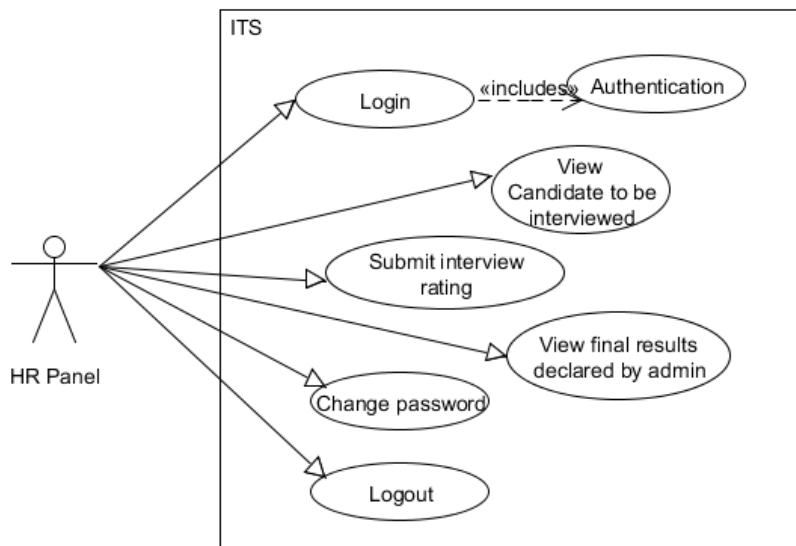 ITS
Login
«includes»
Authentication
View
Candidate to be
interviewed
Submit interview
rating
View final results
declared by admin
HR Panel
Change password
Logout